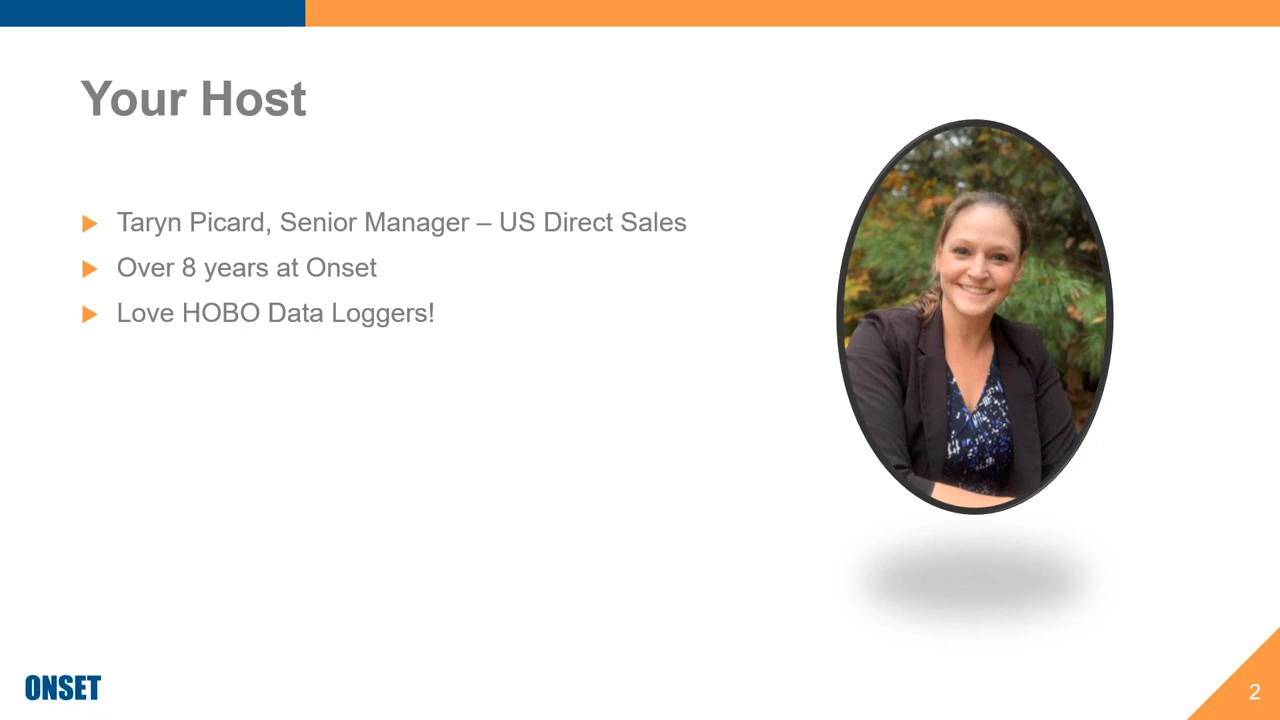 Your Host
Taryn Picard, Senior Manager – US Direct Sales
Over 8 years at Onset
Love HOBO Data Loggers!
ONSET
2